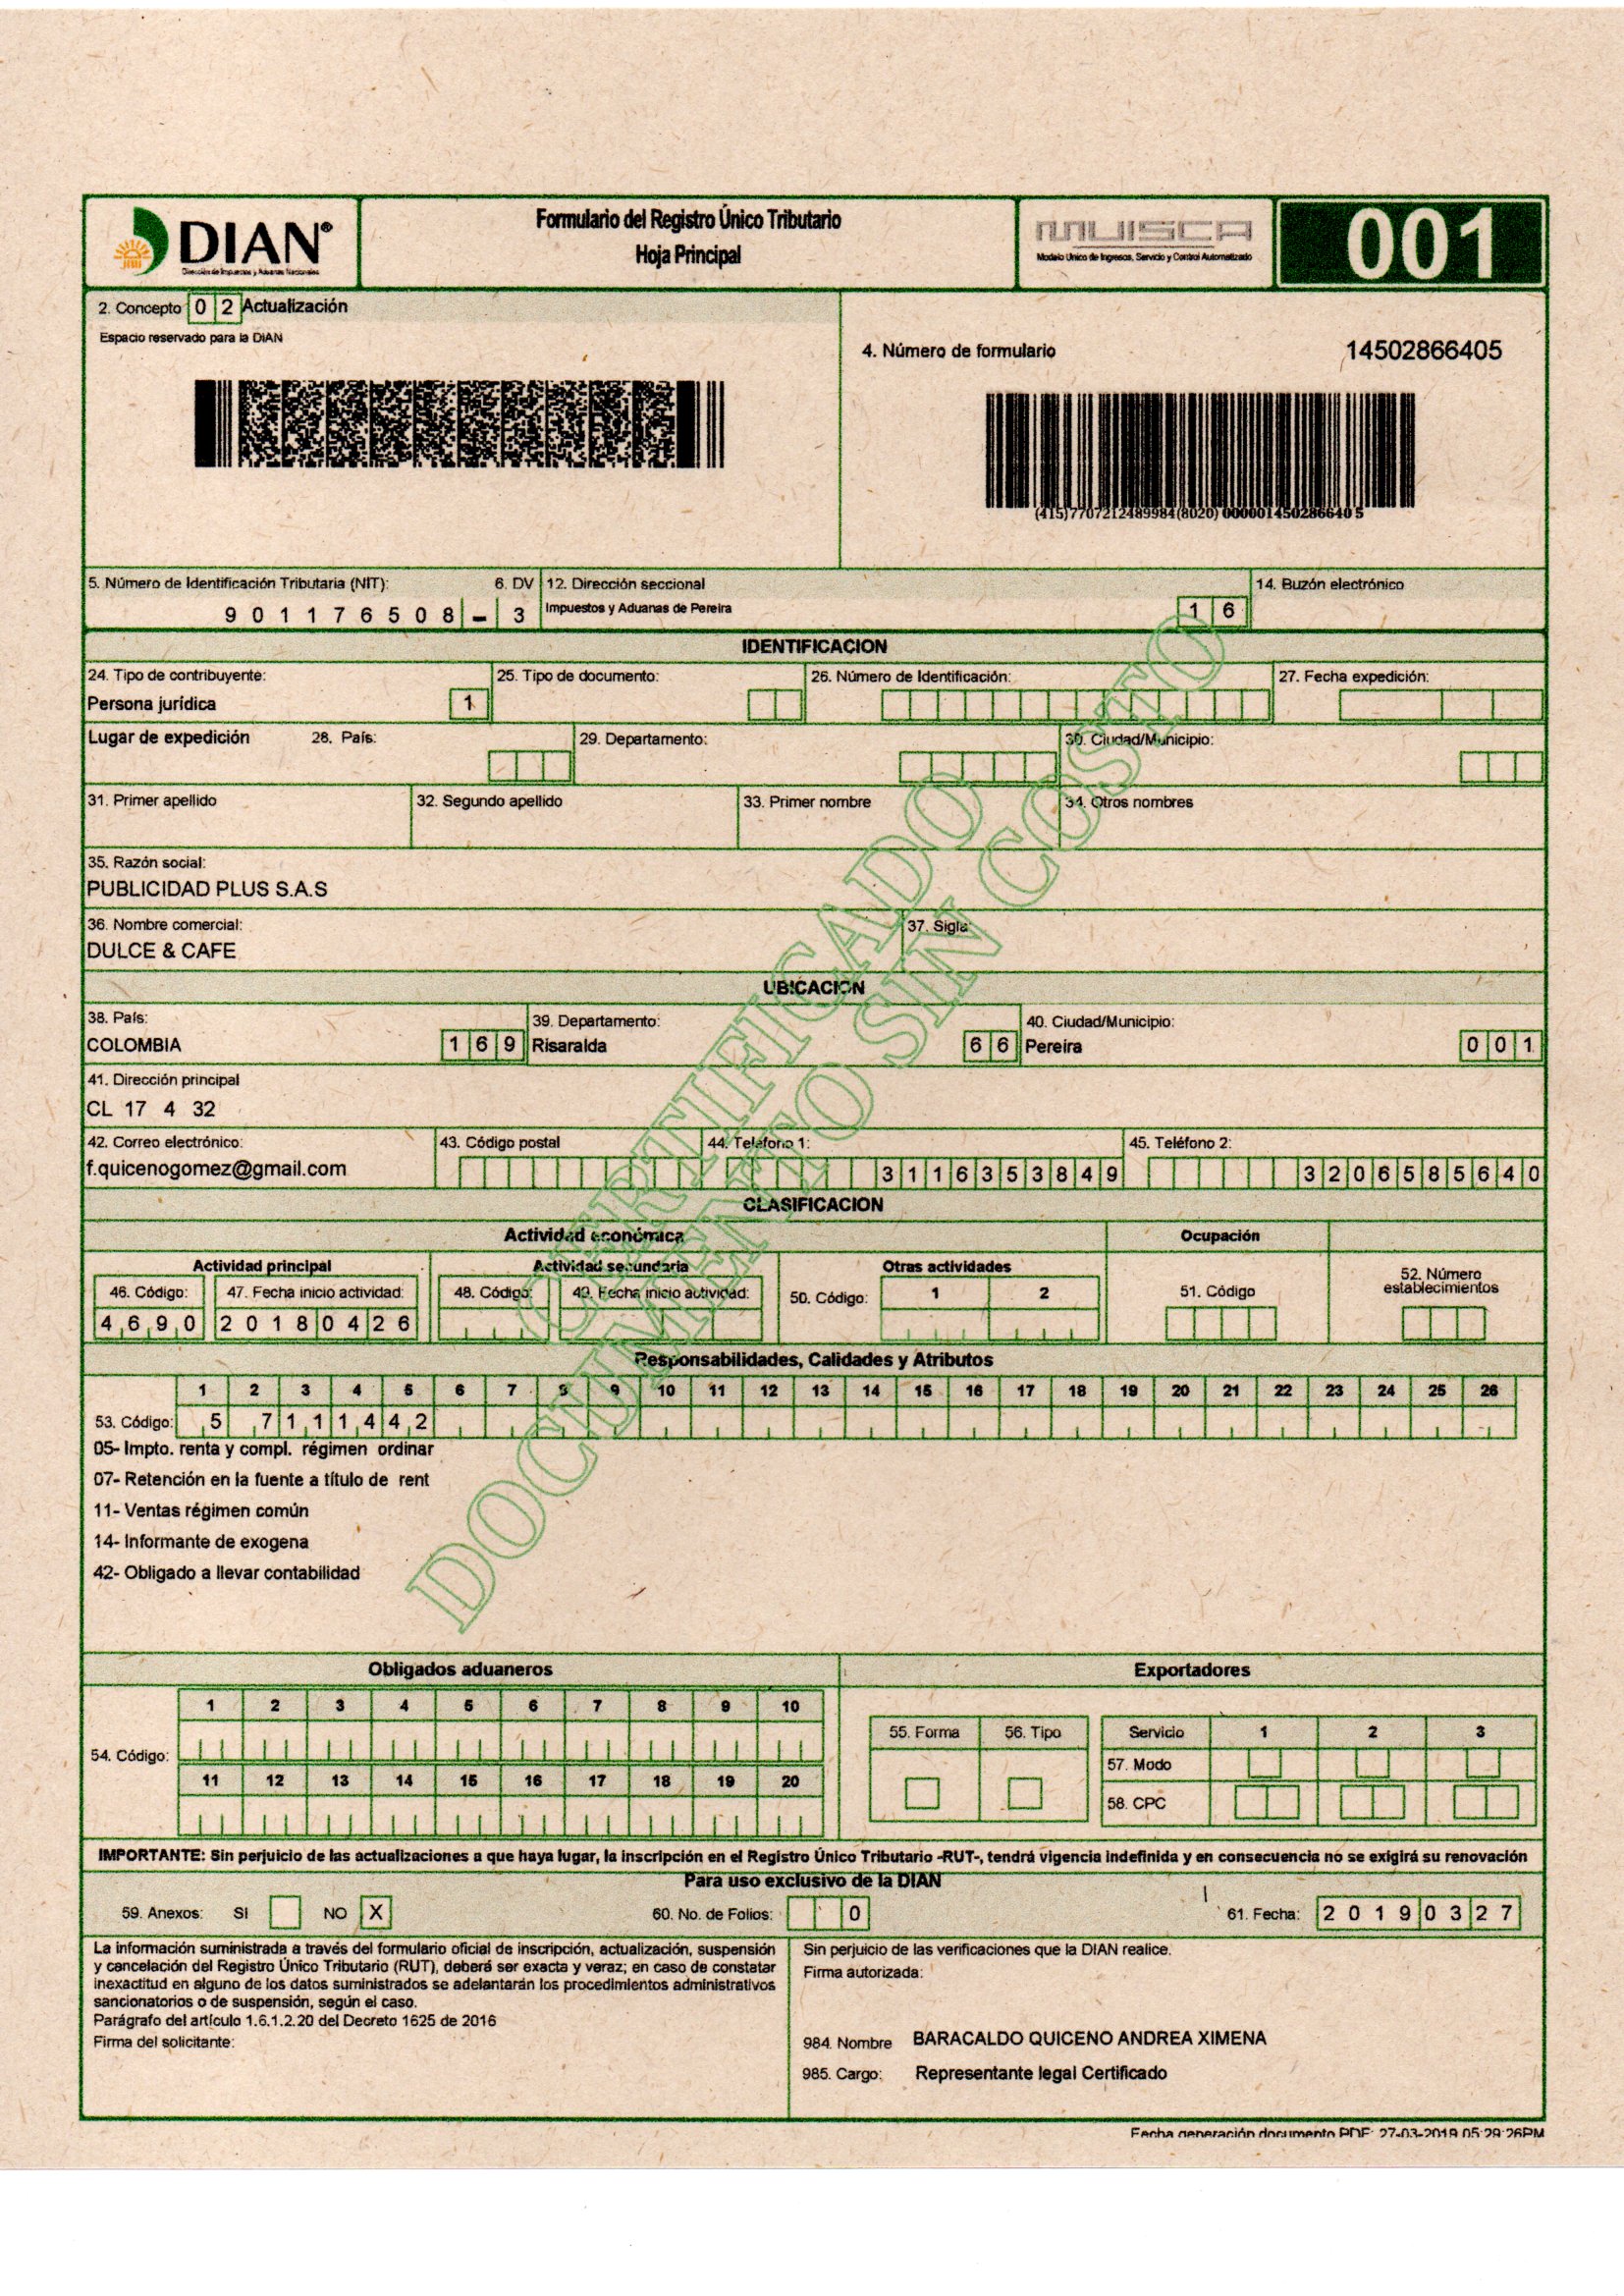 DIAN®
Dirección de Impuestos y Aduanas Nacionales
Formulario del Registro Único Tributario
Hoja Principal
MUISCA
Modelo Unico de Ingresos, Servicio y Control Automatizado
001
2. Concepto 0 2 Actualización
Espacio reservado para la DIAN
4. Número de formulario 14502866405
(415)7707212489984(8020) 000001450286640 5
5. Número de Identificación Tributaria (NIT): 6. DV 12. Dirección seccional 14. Buzón electrónico
9 0 1 1 7 6 5 0 8 - 3 Impuestos y Aduanas de Pereira 1 6
IDENTIFICACION
24. Tipo de contribuyente: 25. Tipo de documento: 26. Número de Identificación: 27. Fecha expedición:
Persona jurídica 1
Lugar de expedición 28. País: 29. Departamento: 30. Ciudad/Municipio:
31. Primer apellido 32. Segundo apellido 33. Primer nombre 34. Otros nombres
35. Razón social:
PUBLICIDAD PLUS S.A.S
36. Nombre comercial: 37. Sigla:
DULCE & CAFE
UBICACION
38. País: 39. Departamento: 40. Ciudad/Municipio:
COLOMBIA 1 6 9 Risaralda 6 6 Pereira 0 0 1
41. Dirección principal
CL 17 4 32
42. Correo electrónico: 43. Código postal 44. Teléfono 1: 45. Teléfono 2:
f.quicenogomez@gmail.com 3 1 1 6 3 5 3 8 4 9 3 2 0 6 5 8 5 6 4 0
CLASIFICACION
Actividad económica Ocupación
Actividad principal Actividad secundaria Otras actividades 52. Número establecimientos
46. Código: 47. Fecha inicio actividad: 48. Código: 49. Fecha inicio actividad: 50. Código: 1 2 51. Código
4 6 9 0 2 0 1 8 0 4 2 6
Responsabilidades, Calidades y Atributos
1 2 3 4 5 6 7 8 9 10 11 12 13 14 15 16 17 18 19 20 21 22 23 24 25 26
53. Código: 5 7 1 1 1 4 4 2
05- Impto. renta y compl. régimen ordinar
07- Retención en la fuente a título de rent
11- Ventas régimen común
14- Informante de exogena
42- Obligado a llevar contabilidad
CERTIFICADO
DOCUMENTO SIN COSTO
Obligados aduaneros Exportadores
1 2 3 4 5 6 7 8 9 10
54. Código:
11 12 13 14 15 16 17 18 19 20
55. Forma 56. Tipo Servicio 1 2 3
57. Modo
58. CPC
IMPORTANTE: Sin perjuicio de las actualizaciones a que haya lugar, la inscripción en el Registro Único Tributario -RUT-, tendrá vigencia indefinida y en consecuencia no se exigirá su renovación
Para uso exclusivo de la DIAN
59. Anexos: SI NO X 60. No. de Folios: 0 61. Fecha: 2 0 1 9 0 3 2 7
La información suministrada a través del formulario oficial de inscripción, actualización, suspensión
y cancelación del Registro Único Tributario (RUT), deberá ser exacta y veraz; en caso de constatar
inexactitud en alguno de los datos suministrados se adelantarán los procedimientos administrativos
sancionatorios o de suspensión, según el caso.
Parágrafo del artículo 1.6.1.2.20 del Decreto 1625 de 2016
Firma del solicitante:
Sin perjuicio de las verificaciones que la DIAN realice.
Firma autorizada:
984. Nombre BARACALDO QUICENO ANDREA XIMENA
985. Cargo: Representante legal Certificado
Fecha generación documento PDF: 27-03-2019 05:29:26PM